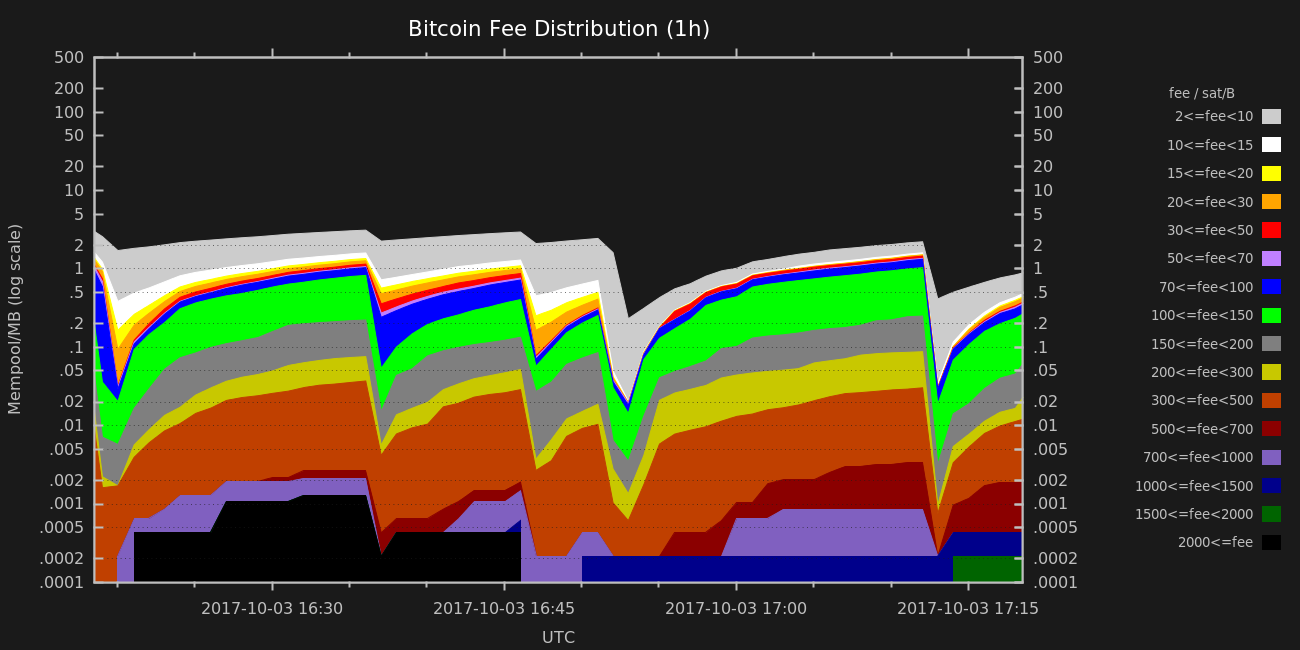 Bitcoin Fee Distribution (1h)
500
200
100
50
20
10
5
2
1
.5
.2
.1
.05
.02
.01
.005
.002
.001
.0005
.0002
.0001
Mempool/MB (log scale)
500
200
100
50
20
10
5
2
1
.5
.2
.1
.05
.02
.01
.005
.002
.001
.0005
.0002
.0001
2017-10-03 16:30 2017-10-03 16:45 2017-10-03 17:00 2017-10-03 17:15
UTC
fee / sat/B
2<=fee<10
10<=fee<15
15<=fee<20
20<=fee<30
30<=fee<50
50<=fee<70
70<=fee<100
100<=fee<150
150<=fee<200
200<=fee<300
300<=fee<500
500<=fee<700
700<=fee<1000
1000<=fee<1500
1500<=fee<2000
2000<=fee